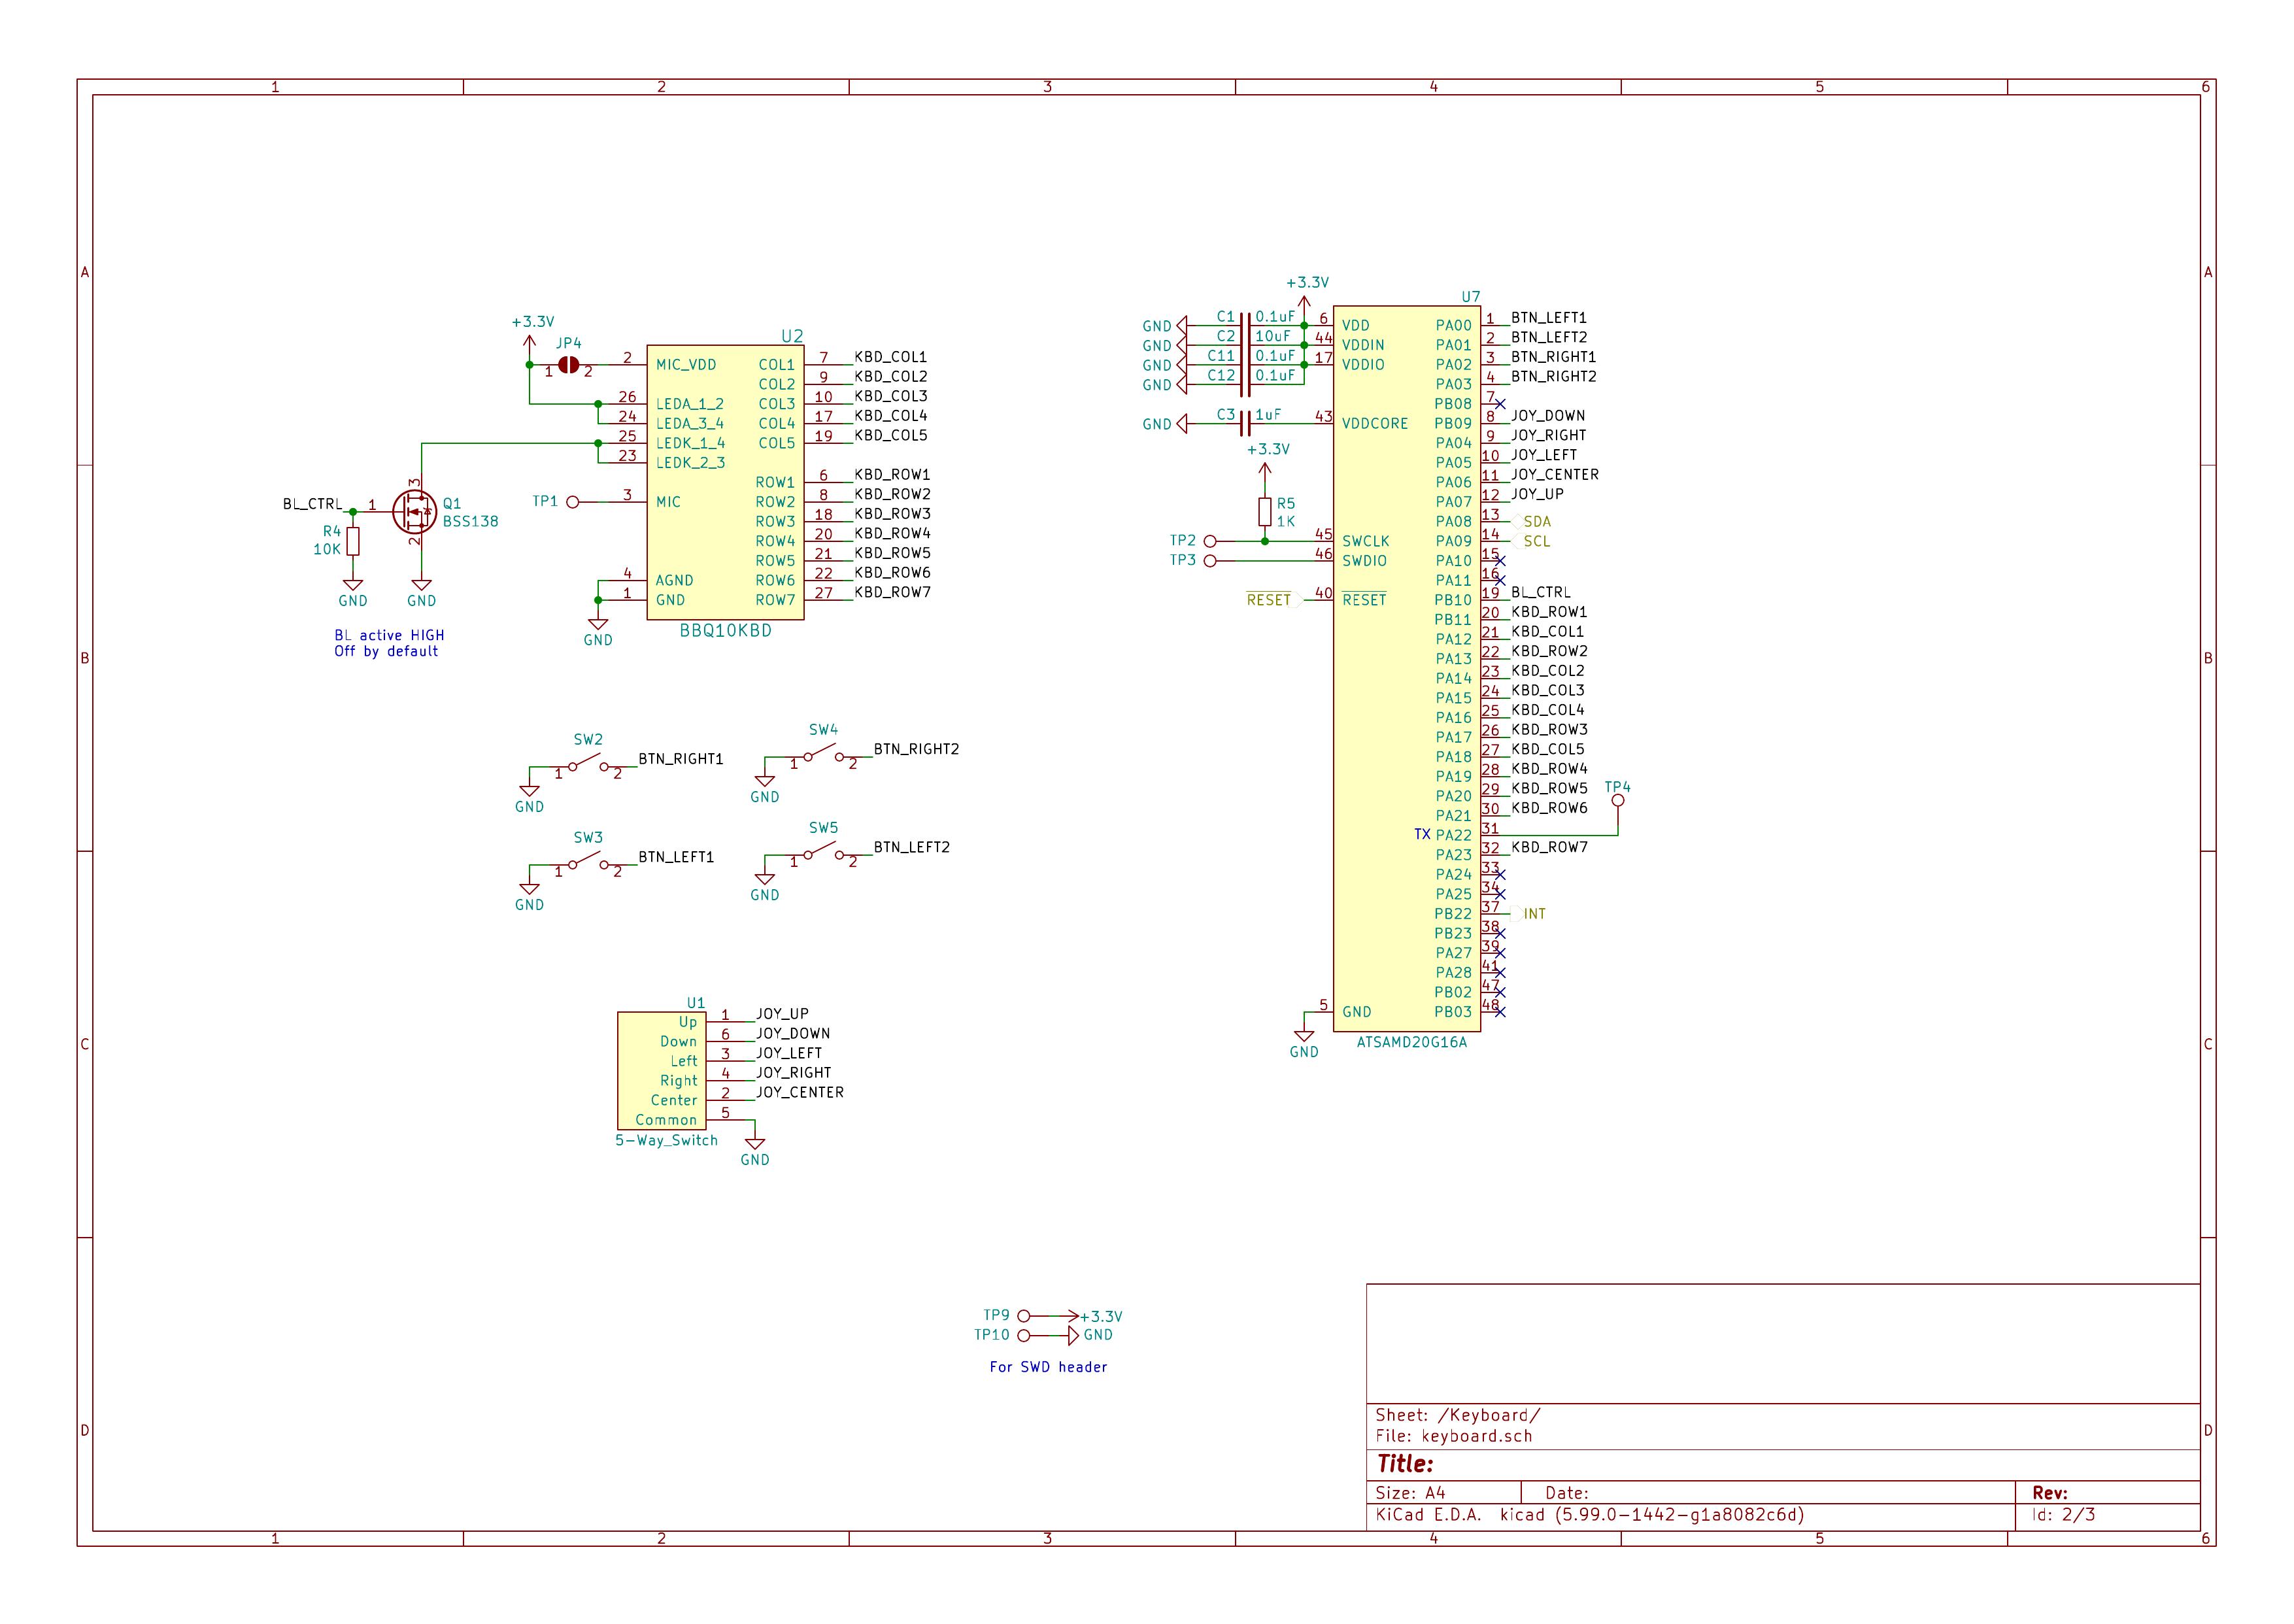 1 2 3 4 5 6
A A
B B
C C
D D
+3.3V
JP4
1 2
U2
2 MIC_VDD
26 LEDA_1_2
24 LEDA_3_4
25 LEDK_1_4
23 LEDK_2_3
3 MIC
4 AGND
1 GND
COL1 7 KBD_COL1
COL2 9 KBD_COL2
COL3 10 KBD_COL3
COL4 17 KBD_COL4
COL5 19 KBD_COL5
ROW1 6 KBD_ROW1
ROW2 8 KBD_ROW2
ROW3 18 KBD_ROW3
ROW4 20 KBD_ROW4
ROW5 21 KBD_ROW5
ROW6 22 KBD_ROW6
ROW7 27 KBD_ROW7
BBQ10KBD
GND
TP1
BL_CTRL
1
3
2
Q1
BSS138
R4
10K
GND
GND
BL active HIGH
Off by default
SW2
1 2 BTN_RIGHT1
GND
SW4
1 2 BTN_RIGHT2
GND
SW3
1 2 BTN_LEFT1
GND
SW5
1 2 BTN_LEFT2
GND
U1
Up 1 JOY_UP
Down 6 JOY_DOWN
Left 3 JOY_LEFT
Right 4 JOY_RIGHT
Center 2 JOY_CENTER
Common 5
5-Way_Switch
GND
+3.3V
U7
GND C1 0.1uF 6 VDD
GND C2 10uF 44 VDDIN
GND C11 0.1uF 17 VDDIO
GND C12 0.1uF
GND C3 1uF 43 VDDCORE
+3.3V
R5
1K
TP2 45 SWCLK
TP3 46 SWDIO
RESET 40 RESET
5 GND
GND
PA00 1 BTN_LEFT1
PA01 2 BTN_LEFT2
PA02 3 BTN_RIGHT1
PA03 4 BTN_RIGHT2
PB08 7
PB09 8 JOY_DOWN
PA04 9 JOY_RIGHT
PA05 10 JOY_LEFT
PA06 11 JOY_CENTER
PA07 12 JOY_UP
PA08 13 SDA
PA09 14 SCL
PA10 15
PA11 16
PB10 19 BL_CTRL
PB11 20 KBD_ROW1
PA12 21 KBD_COL1
PA13 22 KBD_ROW2
PA14 23 KBD_COL2
PA15 24 KBD_COL3
PA16 25 KBD_COL4
PA17 26 KBD_ROW3
PA18 27 KBD_COL5
PA19 28 KBD_ROW4
PA20 29 KBD_ROW5
PA21 30 KBD_ROW6
TX PA22 31 TP4
PA23 32 KBD_ROW7
PA24 33
PA25 34
PB22 37 INT
PB23 38
PA27 39
PA28 41
PB02 47
PB03 48
ATSAMD20G16A
TP9 +3.3V
TP10 GND
For SWD header
Sheet: /Keyboard/
File: keyboard.sch
Title:
Size: A4 Date: Rev:
KiCad E.D.A. kicad (5.99.0-1442-g1a8082c6d) Id: 2/3
1 2 3 4 5 6